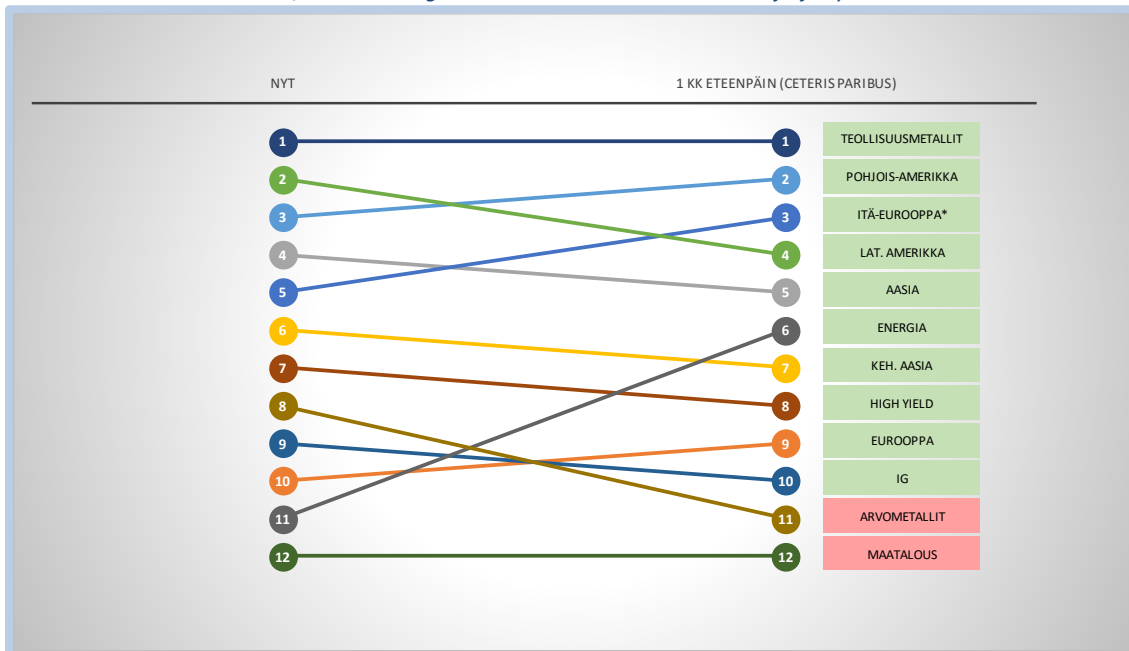 NYT 1 KK ETEENPÄIN (CETERIS PARIBUS)
1 1 TEOLLISUUSMETALLIT
2 2 POHJOIS-AMERIKKA
3 3 ITÄ-EUROOPPA*
4 4 LAT. AMERIKKA
5 5 AASIA
6 6 ENERGIA
7 7 KEH. AASIA
8 8 HIGH YIELD
9 9 EUROOPPA
10 10 IG
11 11 ARVOMETALLIT
12 12 MAATALOUS